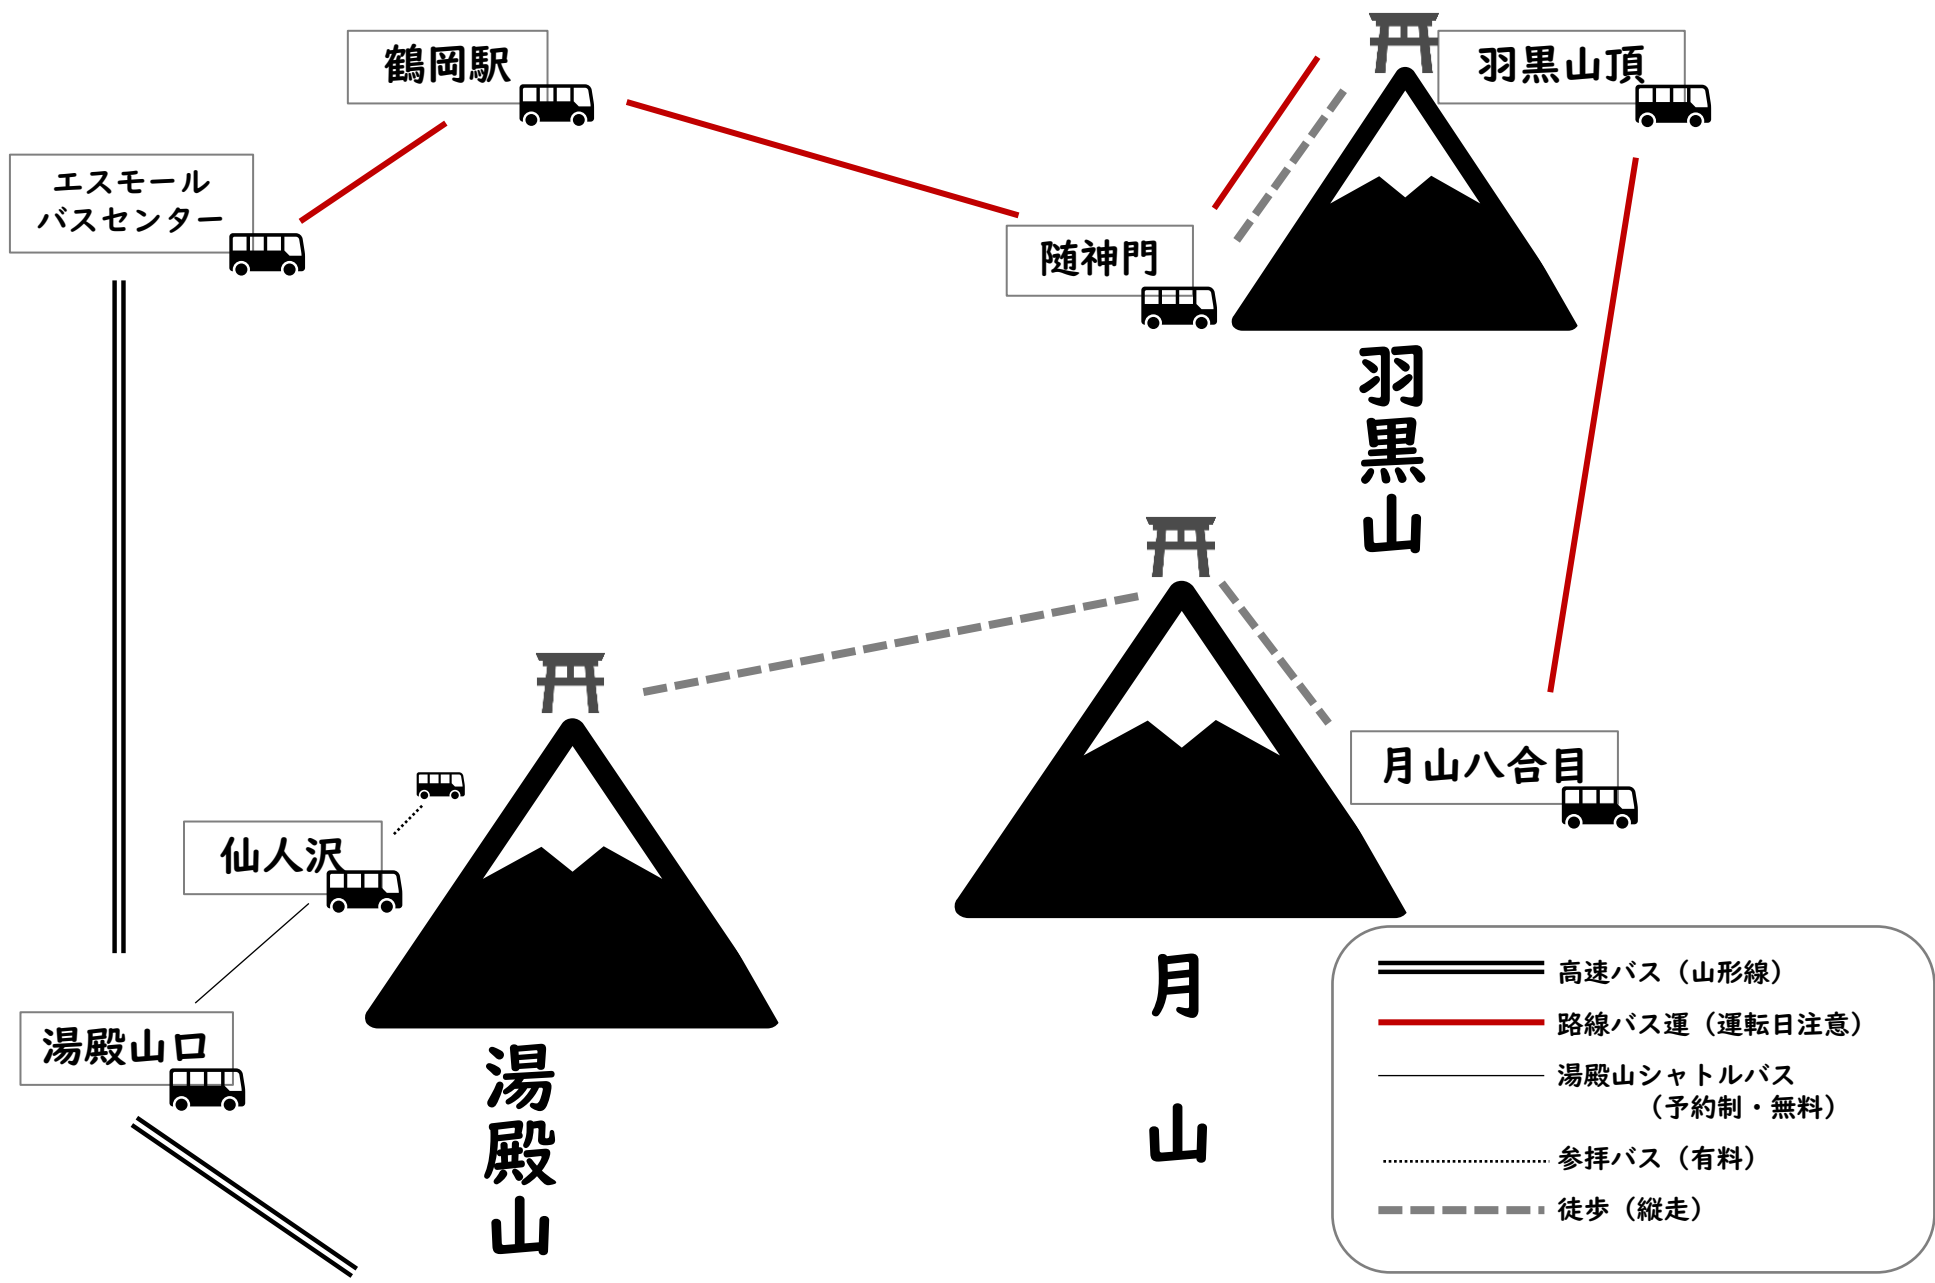 鶴岡駅
羽黒山頂
エスモール
バスセンター
随神門
羽黒山
月山八合目
仙人沢
湯殿山口
湯殿山
月山
高速バス（山形線）
路線バス運（運転日注意）
湯殿山シャトルバス
（予約制・無料）
参拝バス（有料）
徒歩（縦走）